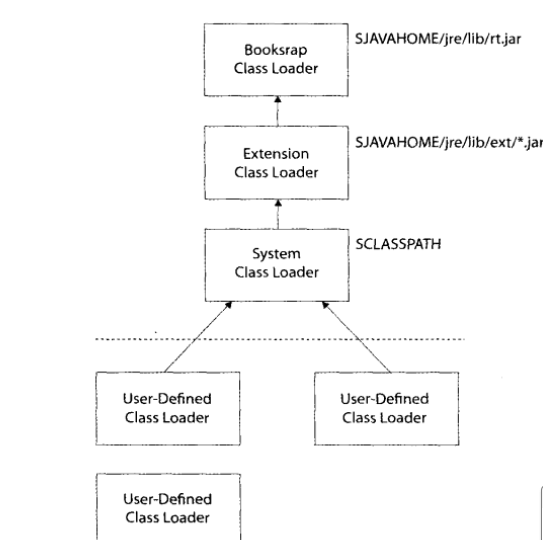 Booksrap
Class Loader
SJAVAHOME/jre/lib/rt.jar
Extension
Class Loader
SJAVAHOME/jre/lib/ext/*.jar
System
Class Loader
SCLASSPATH
User-Defined
Class Loader
User-Defined
Class Loader
User-Defined
Class Loader